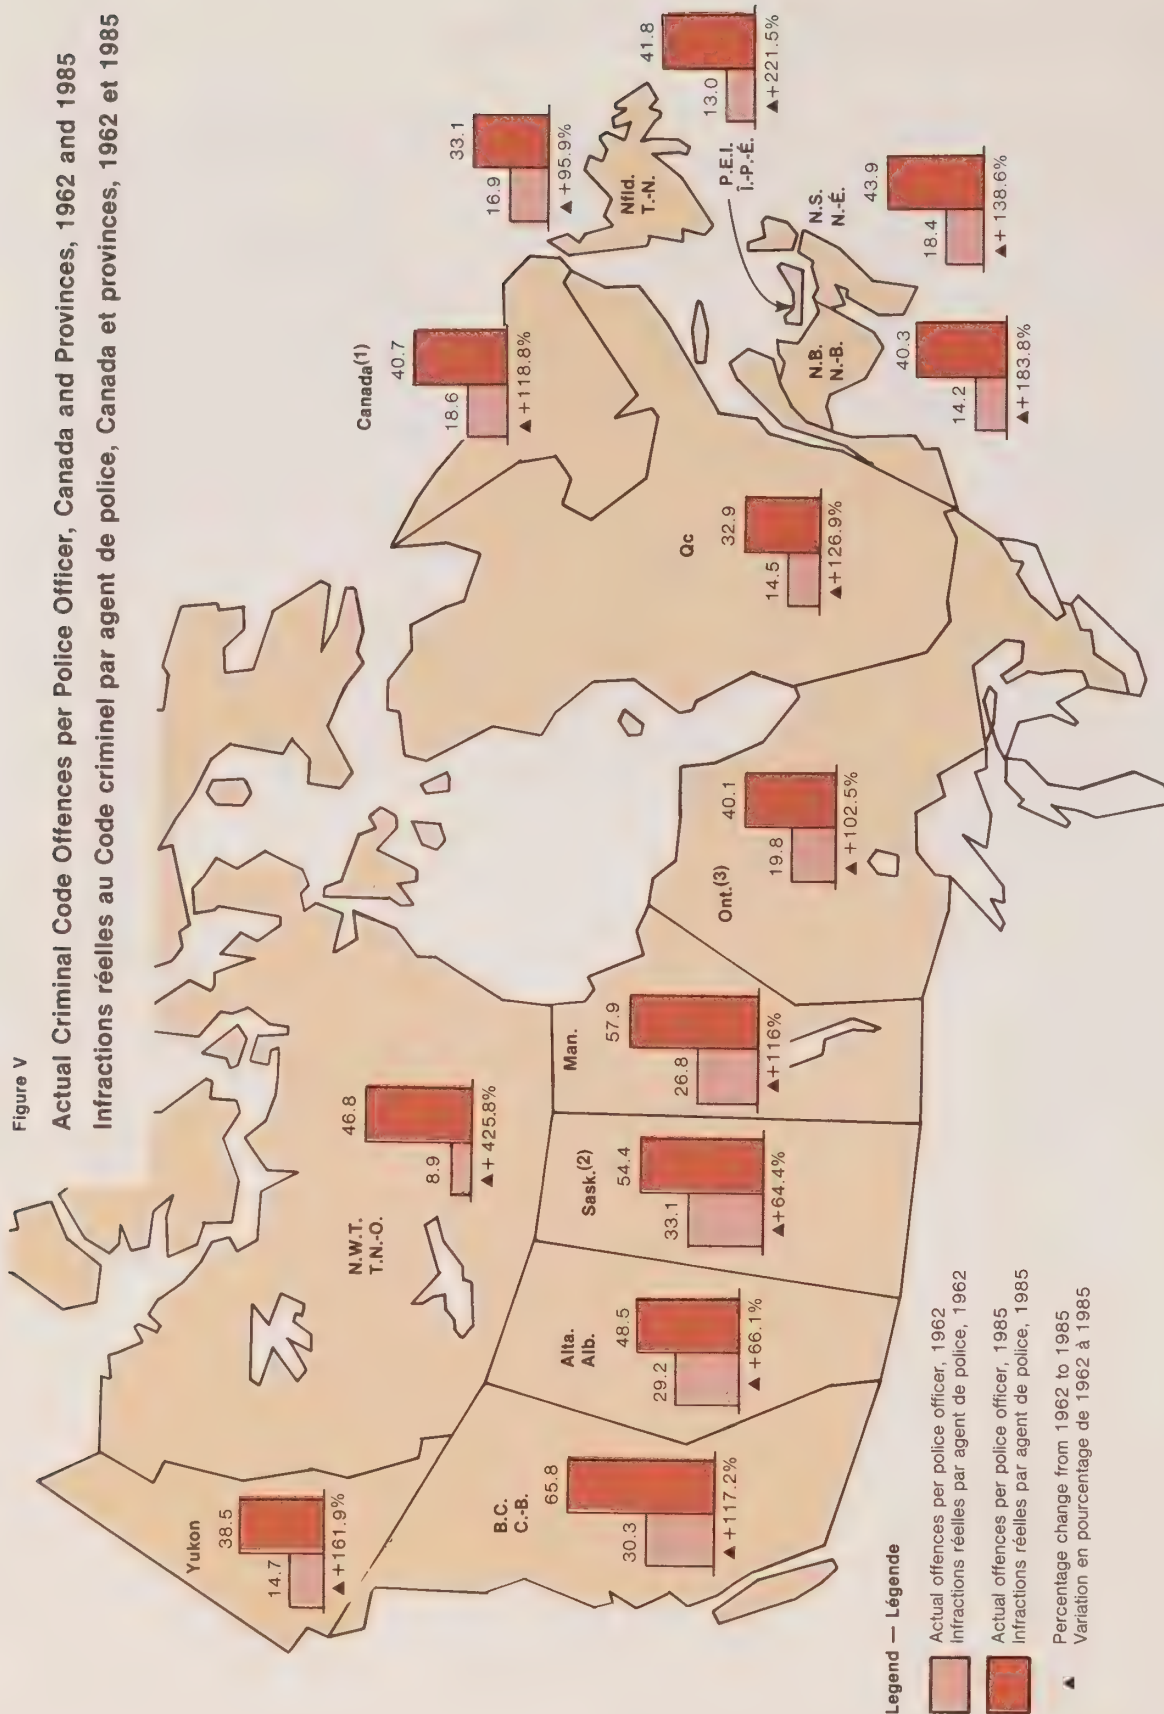 Figure V
Actual Criminal Code Offences per Police Officer, Canada and Provinces, 1962 and 1985
Infractions réelles au Code criminel par agent de police, Canada et provinces, 1962 et 1985
Yukon
38.5
14.7
▲+161.9%
N.W.T.
T.N.-O.
46.8
8.9
▲+425.8%
B.C.
C.-B.
65.8
30.3
▲+117.2%
Alta.
Alb.
48.5
29.2
▲+66.1%
Sask.(2)
54.4
33.1
▲+64.4%
Man.
57.9
26.8
▲+116%
Ont.(3)
40.1
19.8
▲+102.5%
Qc
32.9
14.5
▲+126.9%
Canada(1)
40.7
18.6
▲+118.8%
33.1
16.9
▲+95.9%
Nfld.
T.-N.
41.8
13.0
▲+221.5%
P.E.I.
Î.-P.-É.
N.S.
N.-É.
43.9
18.4
▲+138.6%
N.B.
N.-B.
40.3
14.2
▲+183.8%
Legend — Légende
Actual offences per police officer, 1962
Infractions réelles par agent de police, 1962
Actual offences per police officer, 1985
Infractions réelles par agent de police, 1985
▲ Percentage change from 1962 to 1985
Variation en pourcentage de 1962 à 1985